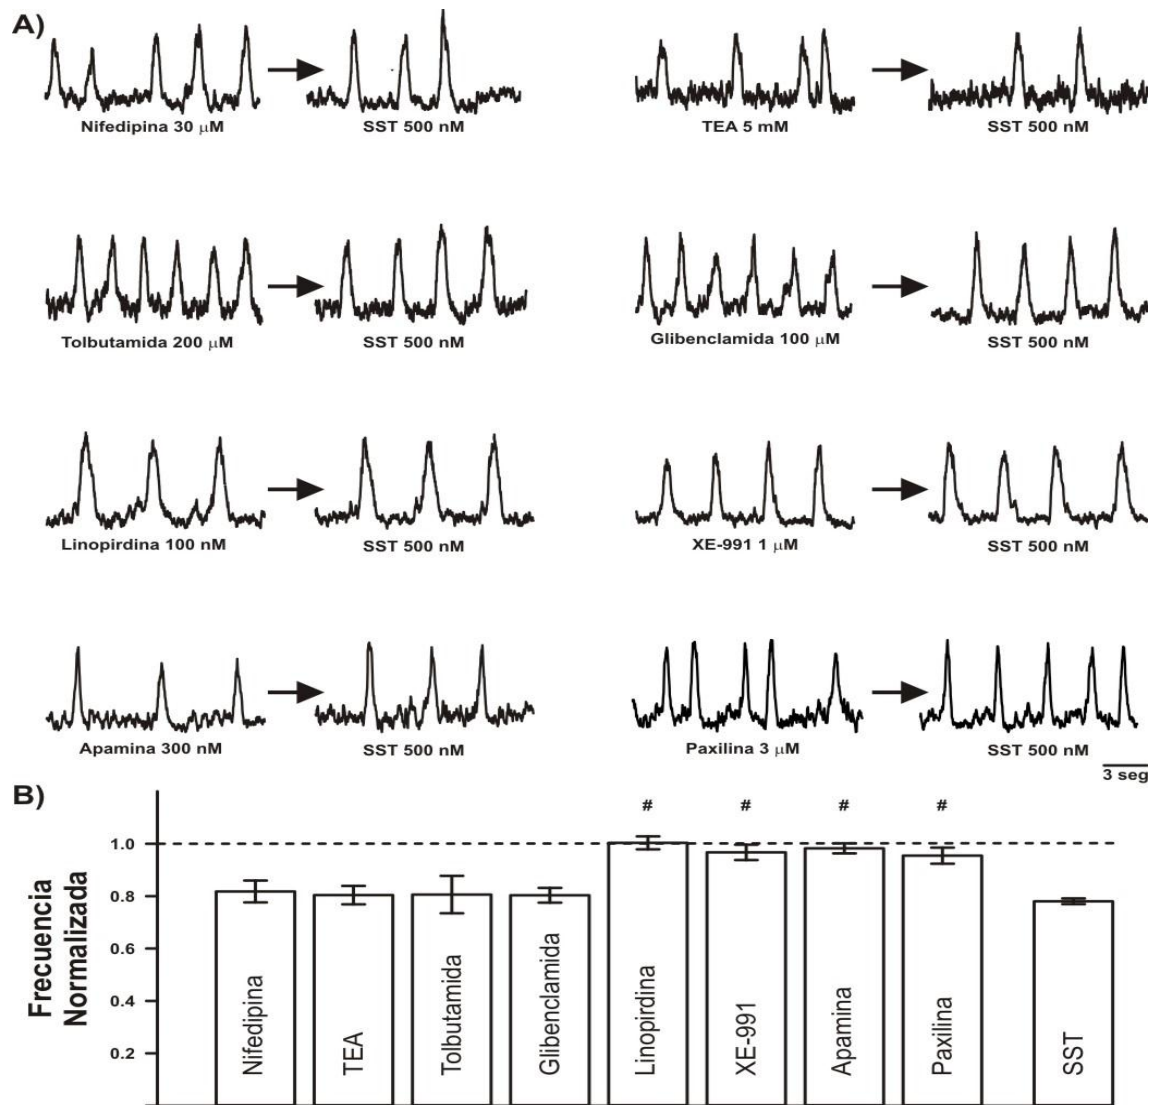 A)
Nifedipina 30 μM
SST 500 nM
TEA 5 mM
SST 500 nM
Tolbutamida 200 μM
SST 500 nM
Glibenclamida 100 μM
SST 500 nM
Linopirdina 100 nM
SST 500 nM
XE-991 1 μM
SST 500 nM
Apamina 300 nM
SST 500 nM
Paxilina 3 μM
SST 500 nM
3 seg
B)
# # # #
Frecuencia
Normalizada
1.0
0.8
0.6
0.4
0.2
Nifedipina
TEA
Tolbutamida
Glibenclamida
Linopirdina
XE-991
Apamina
Paxilina
SST